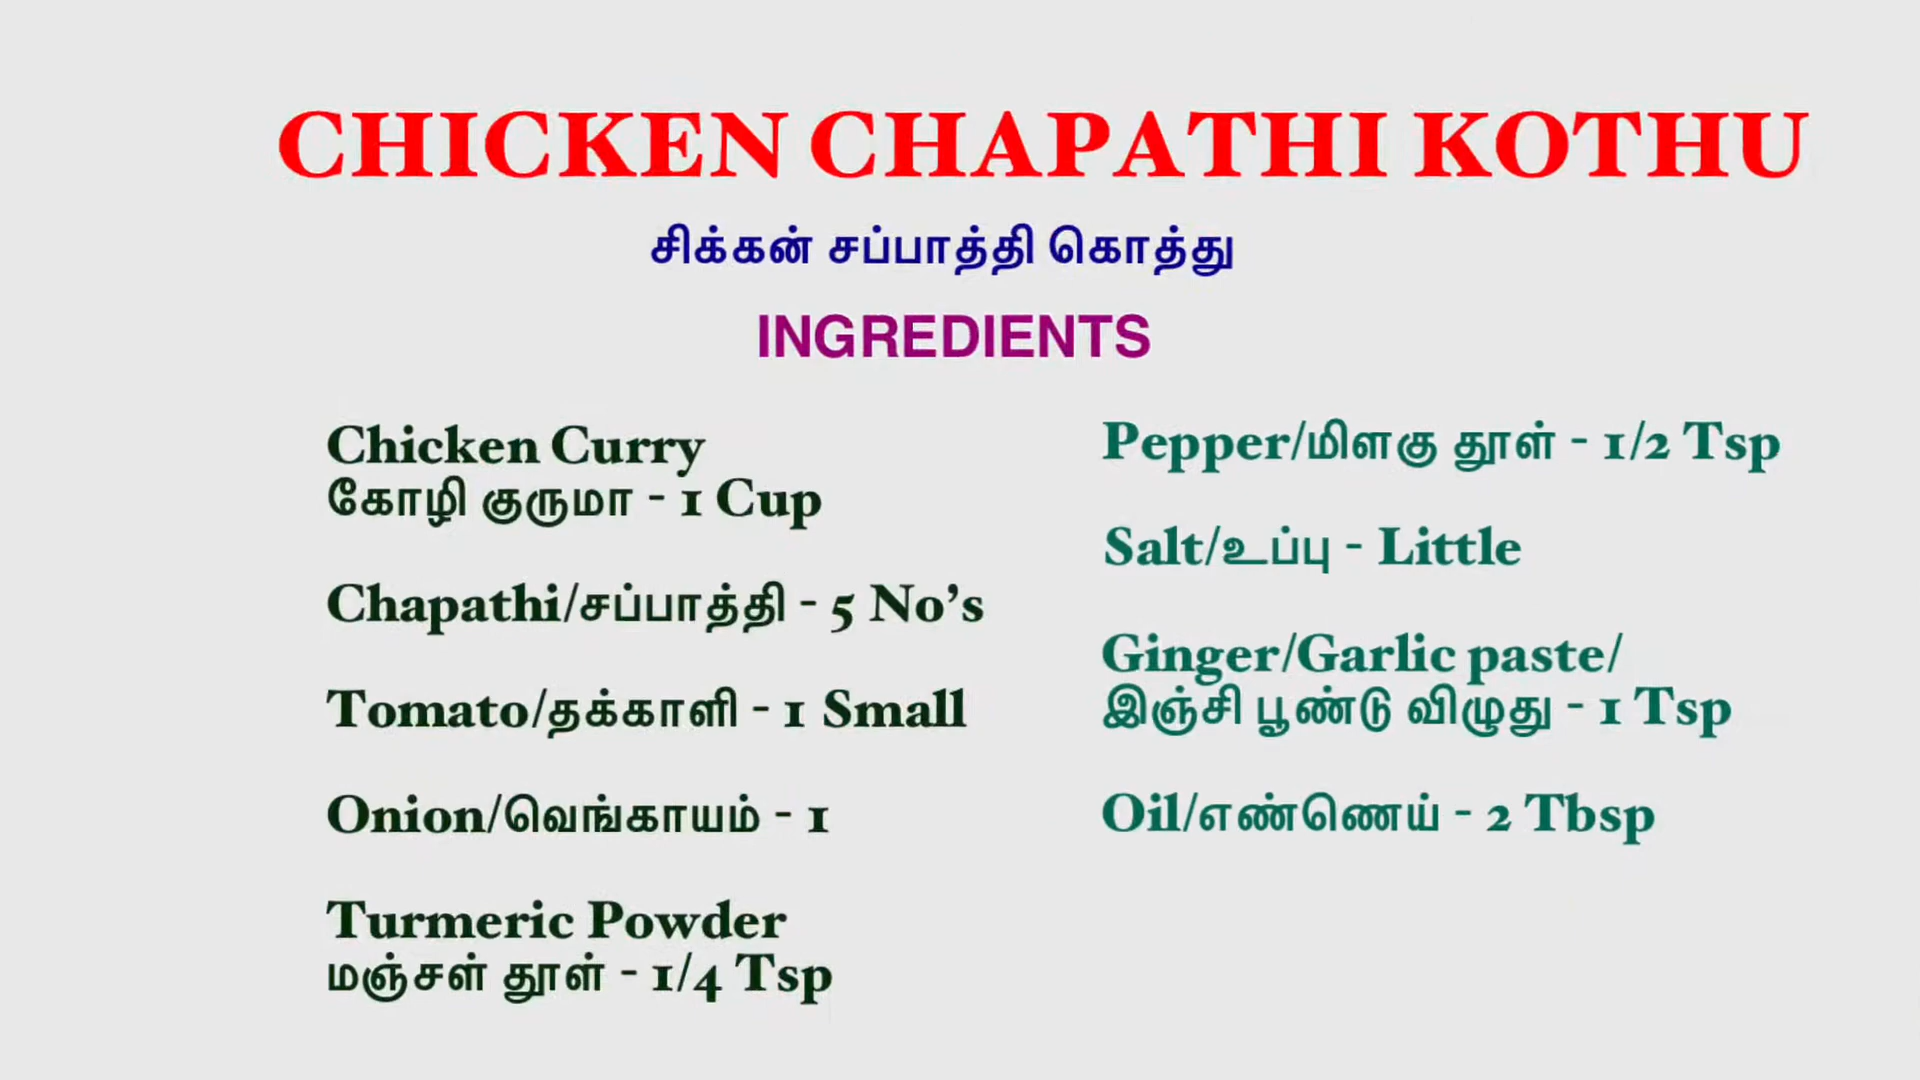 CHICKEN CHAPATHI KOTHU
சிக்கன் சப்பாத்தி கொத்து
INGREDIENTS
Chicken Curry
கோழி குருமா - 1 Cup
Chapathi/சப்பாத்தி - 5 No’s
Tomato/தக்காளி - 1 Small
Onion/வெங்காயம் - 1
Turmeric Powder
மஞ்சள் தூள் - 1/4 Tsp
Pepper/மிளகு தூள் - 1/2 Tsp
Salt/உப்பு - Little
Ginger/Garlic paste/
இஞ்சி பூண்டு விழுது - 1 Tsp
Oil/எண்ணெய் - 2 Tbsp